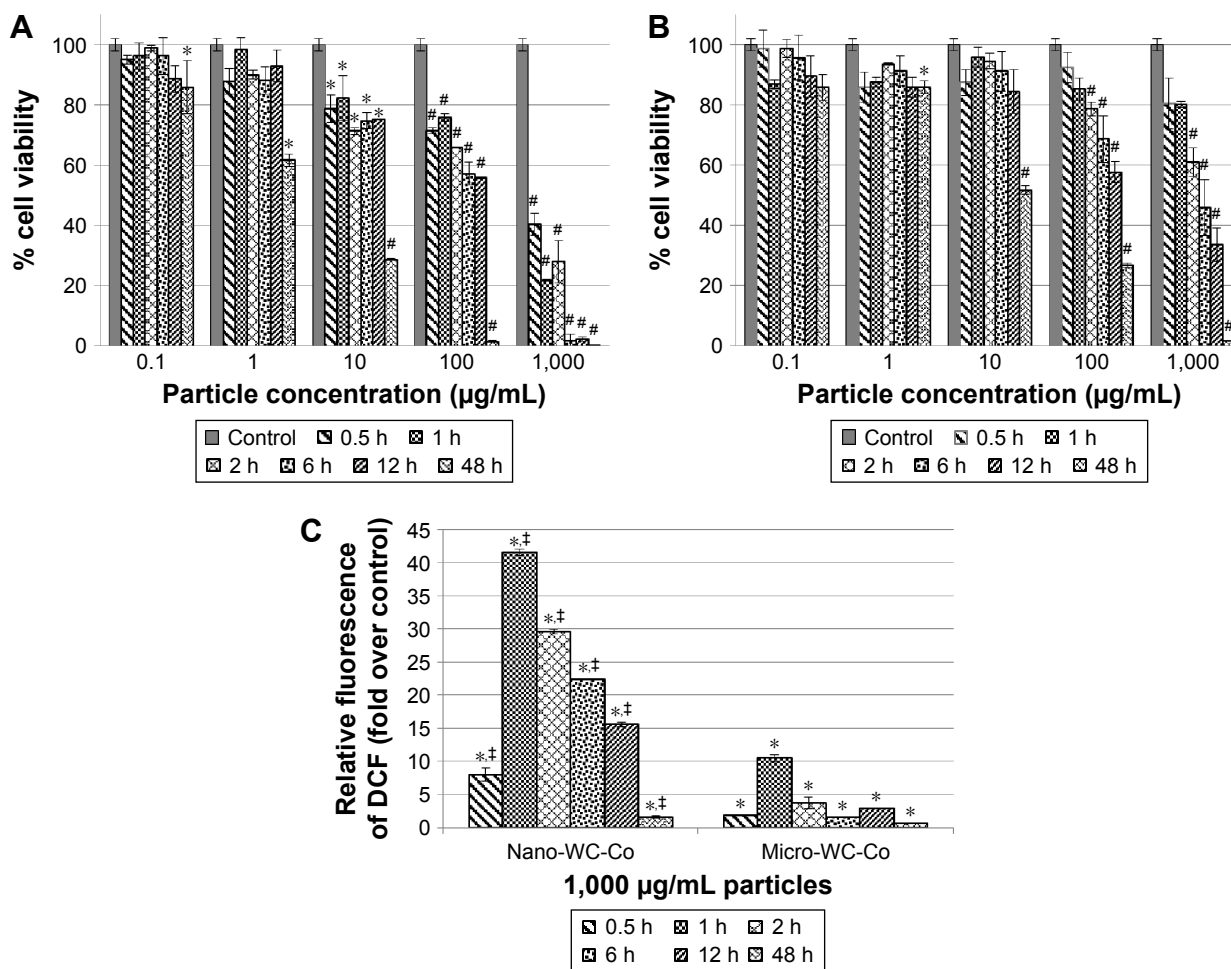 A
% cell viability
100
80
60
40
20
0
* * * * * * * # # # # # # # # # # # # #
0.1 1 10 100 1,000
Particle concentration (µg/mL)
Control 0.5 h 1 h
2 h 6 h 12 h 48 h
B
% cell viability
100
80
60
40
20
0
* # # # # # # # # #
0.1 1 10 100 1,000
Particle concentration (µg/mL)
Control 0.5 h 1 h
2 h 6 h 12 h 48 h
C
Relative fluorescence
of DCF (fold over control)
45
40
35
30
25
20
15
10
5
0
*,‡ *,‡ *,‡ *,‡ *,‡ *,‡ * * * * * *
Nano-WC-Co Micro-WC-Co
1,000 µg/mL particles
0.5 h 1 h 2 h
6 h 12 h 48 h